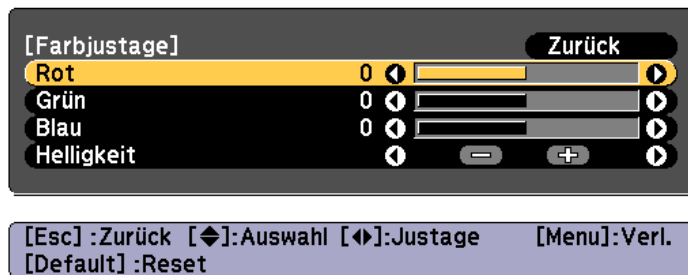 [Farbjustage] Zurück
Rot 0
Grün 0
Blau 0
Helligkeit
[Esc] :Zurück [◆]:Auswahl [◀▶]:Justage [Menu]:Verl.
[Default] :Reset